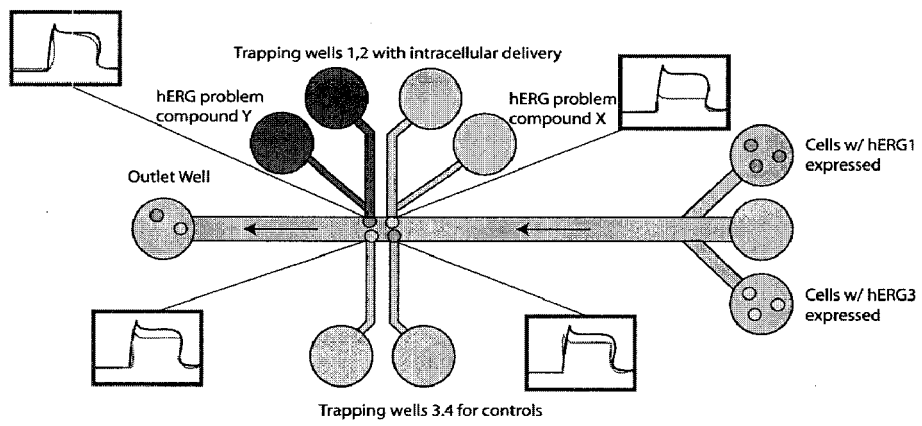 Trapping wells 1,2 with intracellular delivery
hERG problem
compound Y
hERG problem
compound X
Cells w/ hERG1
expressed
Outlet Well
Cells w/ hERG3
expressed
Trapping wells 3.4 for controls